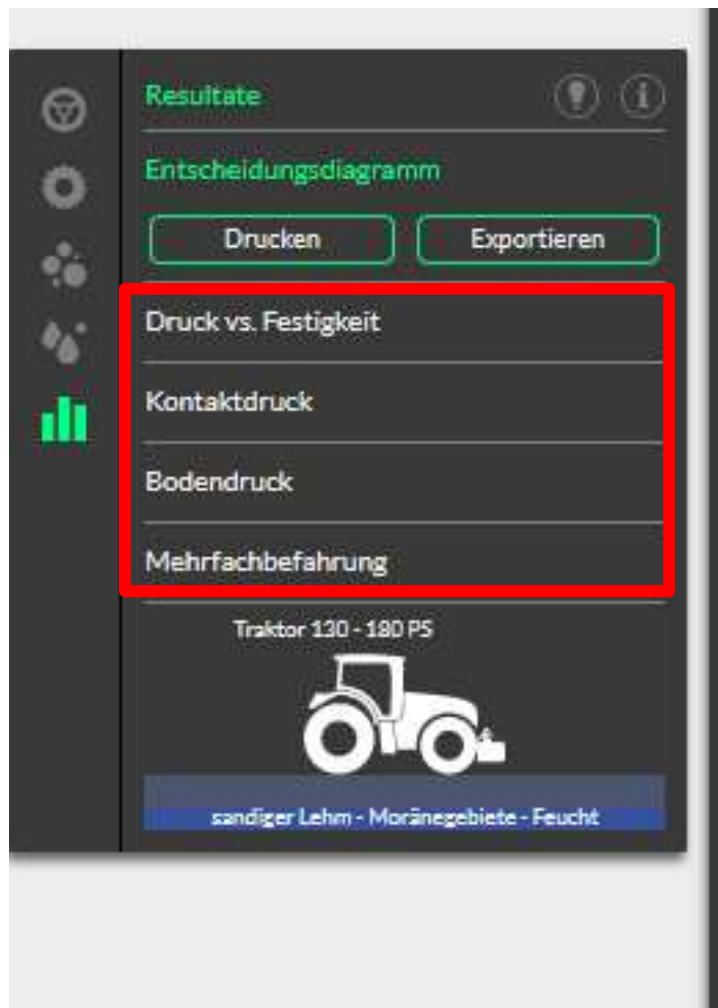 Resultate
Entscheidungsdiagramm
Drucken Exportieren
Druck vs. Festigkeit
Kontaktdruck
Bodendruck
Mehrfachbefahrung
Traktor 130 - 180 PS
sandiger Lehm - Moränegebiete - Feucht